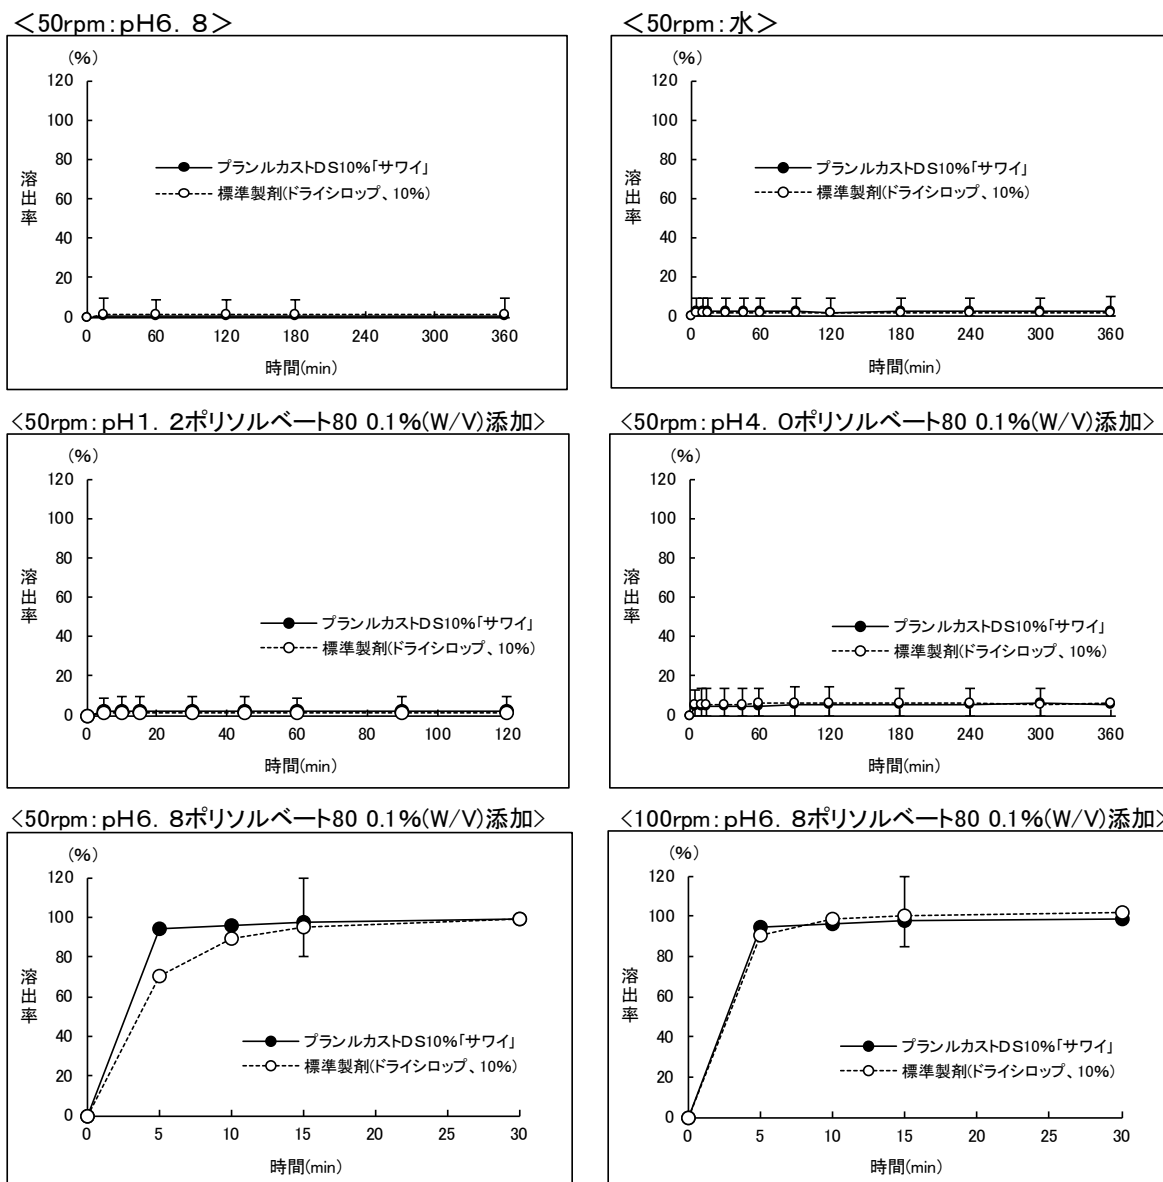 ＜50rpm：pH6．8＞
(%)
120
100
80
60
40
20
0
溶出率
プランルカストDS10%「サワイ」
標準製剤(ドライシロップ、10%)
0 60 120 180 240 300 360
時間(min)
＜50rpm：水＞
(%)
120
100
80
60
40
20
0
溶出率
プランルカストDS10%「サワイ」
標準製剤(ドライシロップ、10%)
0 60 120 180 240 300 360
時間(min)
<50rpm：pH1．2ポリソルベート80 0.1%(W/V)添加>
(%)
120
100
80
60
40
20
0
溶出率
プランルカストDS10%「サワイ」
標準製剤(ドライシロップ、10%)
0 20 40 60 80 100 120
時間(min)
<50rpm：pH4．0ポリソルベート80 0.1%(W/V)添加>
(%)
120
100
80
60
40
20
0
溶出率
プランルカストDS10%「サワイ」
標準製剤(ドライシロップ、10%)
0 60 120 180 240 300 360
時間(min)
<50rpm：pH6．8ポリソルベート80 0.1%(W/V)添加>
(%)
120
100
80
60
40
20
0
溶出率
プランルカストDS10%「サワイ」
標準製剤(ドライシロップ、10%)
0 5 10 15 20 25 30
時間(min)
<100rpm：pH6．8ポリソルベート80 0.1%(W/V)添加>
(%)
120
100
80
60
40
20
0
溶出率
プランルカストDS10%「サワイ」
標準製剤(ドライシロップ、10%)
0 5 10 15 20 25 30
時間(min)